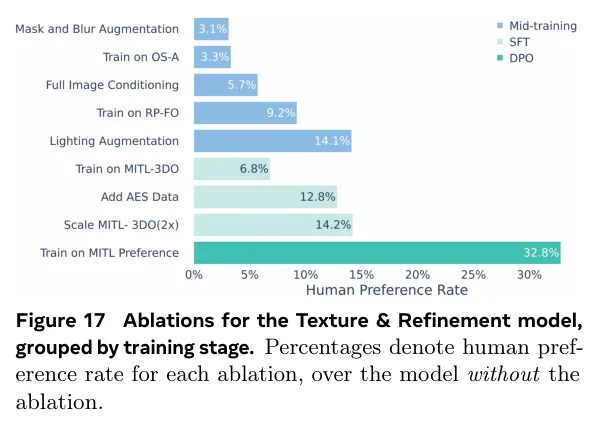 Mask and Blur Augmentation 3.1%
Train on OS-A 3.3%
Full Image Conditioning 5.7%
Train on RP-FO 9.2%
Lighting Augmentation 14.1%
Train on MITL-3DO 6.8%
Add AES Data 12.8%
Scale MITL- 3DO(2x) 14.2%
Train on MITL Preference 32.8%
Mid-training
SFT
DPO
0% 5% 10% 15% 20% 25% 30%
Human Preference Rate
Figure 17 Ablations for the Texture & Refinement model,
grouped by training stage. Percentages denote human pref-
erence rate for each ablation, over the model without the
ablation.